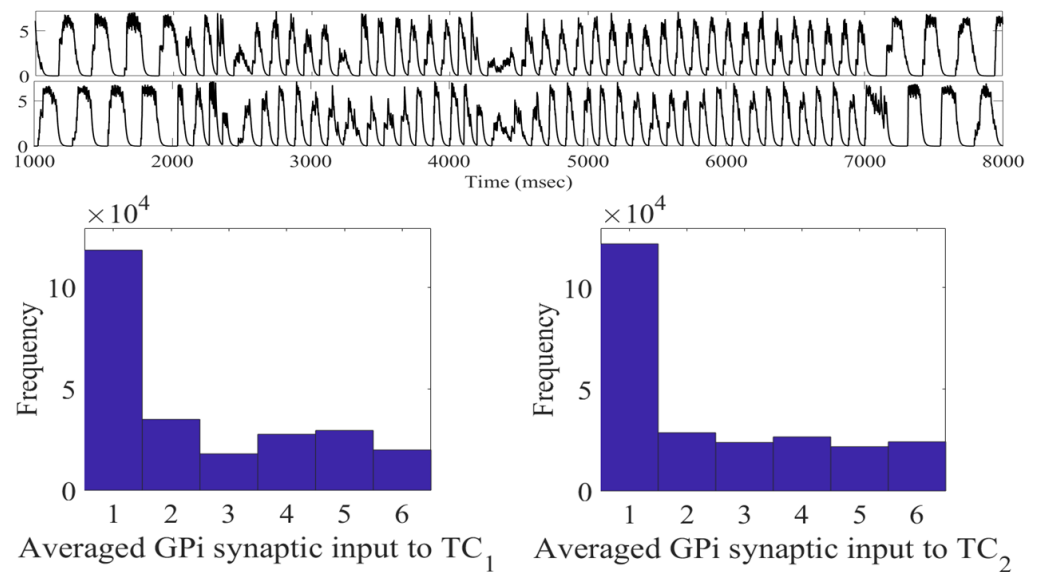 5
0
5
0
1000 2000 3000 4000 5000 6000 7000 8000
Time (msec)
×10^4 ×10^4
10 10
5 5
0 0
Frequency Frequency
1 2 3 4 5 6 1 2 3 4 5 6
Averaged GPi synaptic input to TC_1 Averaged GPi synaptic input to TC_2